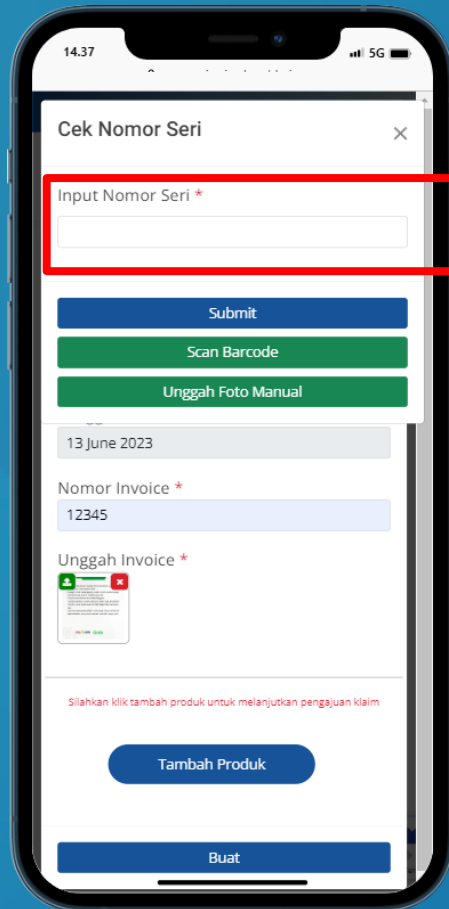 14.37
5G
Cek Nomor Seri
Input Nomor Seri *
Submit
Scan Barcode
Unggah Foto Manual
13 June 2023
Nomor Invoice *
12345
Unggah Invoice *
Silahkan klik tambah produk untuk melanjutkan pengajuan klaim
Tambah Produk
Buat